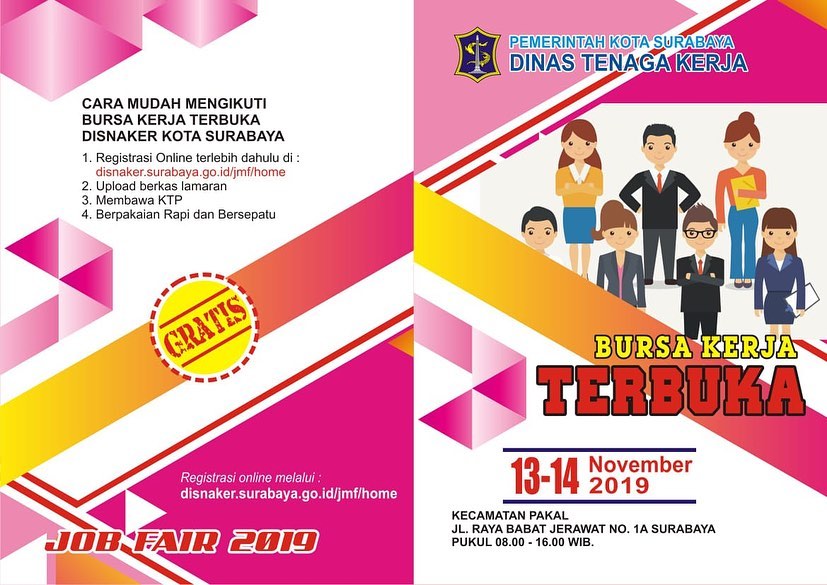 CARA MUDAH MENGIKUTI
BURSA KERJA TERBUKA
DISNAKER KOTA SURABAYA
1. Registrasi Online terlebih dahulu di :
disnaker.surabaya.go.id/jmf/home
2. Upload berkas lamaran
3. Membawa KTP
4. Berpakaian Rapi dan Bersepatu
GRATIS
Registrasi online melalui :
disnaker.surabaya.go.id/jmf/home
JOB FAIR 2019
PEMERINTAH KOTA SURABAYA
DINAS TENAGA KERJA
BURSA KERJA
TERBUKA
13-14 November
2019
KECAMATAN PAKAL
JL. RAYA BABAT JERAWAT NO. 1A SURABAYA
PUKUL 08.00 - 16.00 WIB.